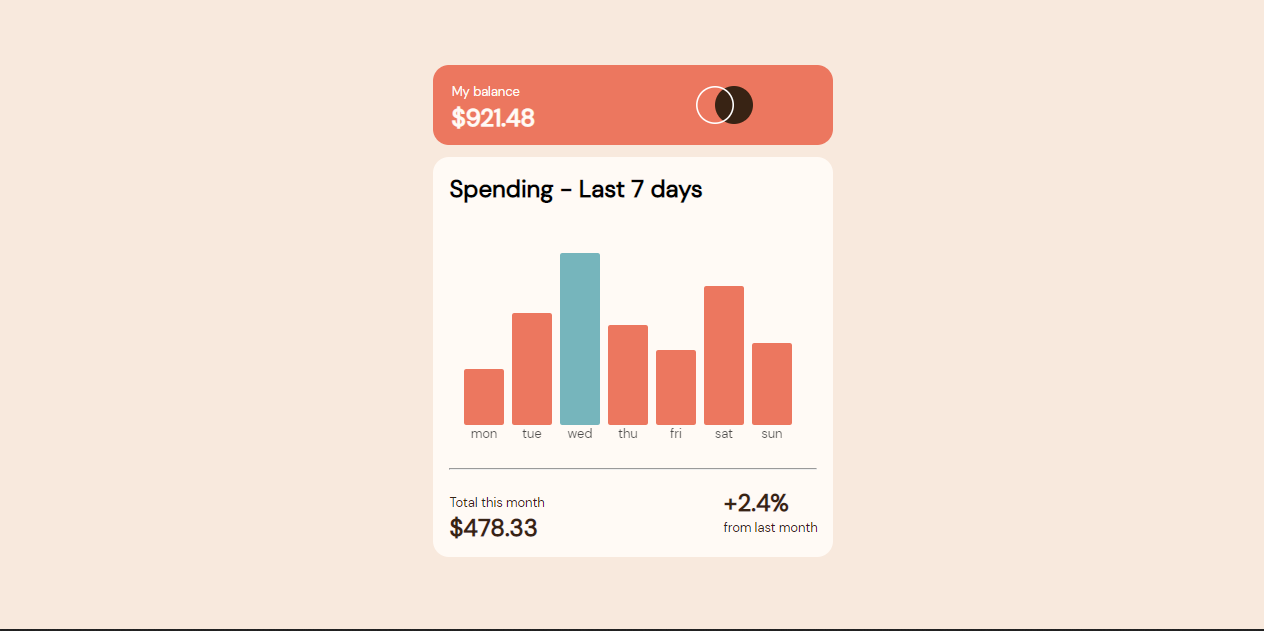 My balance
$921.48
Spending - Last 7 days
mon tue wed thu fri sat sun
Total this month
$478.33
+2.4%
from last month